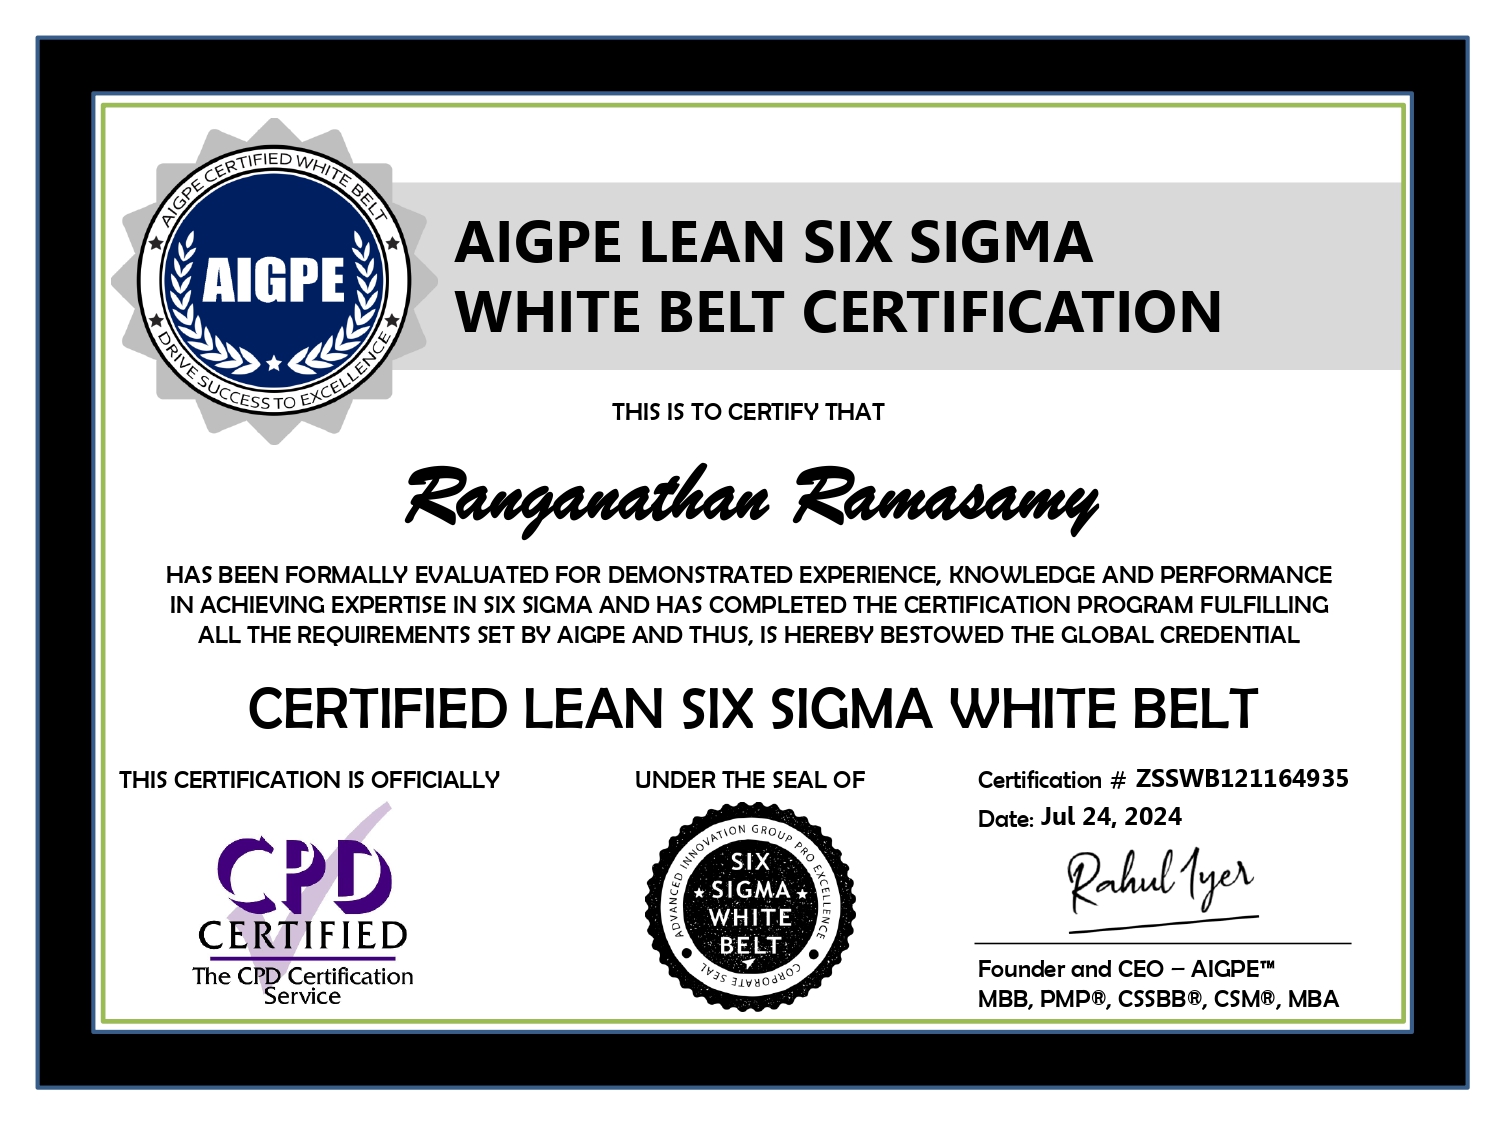 AIGPE CERTIFIED WHITE BELT
AIGPE
DRIVE SUCCESS TO EXCELLENCE
AIGPE LEAN SIX SIGMA
WHITE BELT CERTIFICATION
THIS IS TO CERTIFY THAT
Ranganathan Ramasamy
HAS BEEN FORMALLY EVALUATED FOR DEMONSTRATED EXPERIENCE, KNOWLEDGE AND PERFORMANCE
IN ACHIEVING EXPERTISE IN SIX SIGMA AND HAS COMPLETED THE CERTIFICATION PROGRAM FULFILLING
ALL THE REQUIREMENTS SET BY AIGPE AND THUS, IS HEREBY BESTOWED THE GLOBAL CREDENTIAL
CERTIFIED LEAN SIX SIGMA WHITE BELT
THIS CERTIFICATION IS OFFICIALLY
CPD
CERTIFIED
The CPD Certification
Service
UNDER THE SEAL OF
ADVANCED INNOVATION GROUP PRO EXCELLENCE
SIX
SIGMA
WHITE
BELT
CORPORATE SEAL
Certification # ZSSWB121164935
Date: Jul 24, 2024
Rahul Iyer
Founder and CEO – AIGPE™
MBB, PMP®, CSSBB®, CSM®, MBA